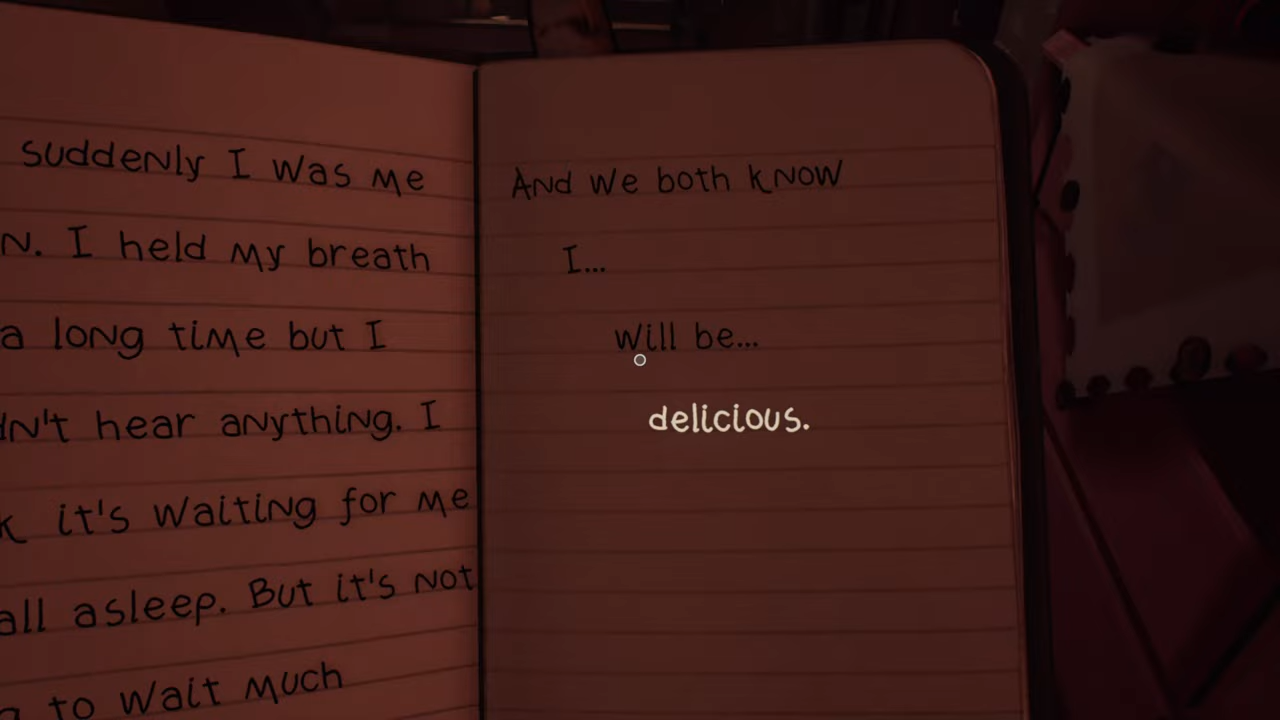 suddenly I was me
N. I held my breath
a long time but I
dn't hear anything. I
k it's waiting for me
all asleep. But it's not
to wait much
And we both know
I...
will be...
delicious.